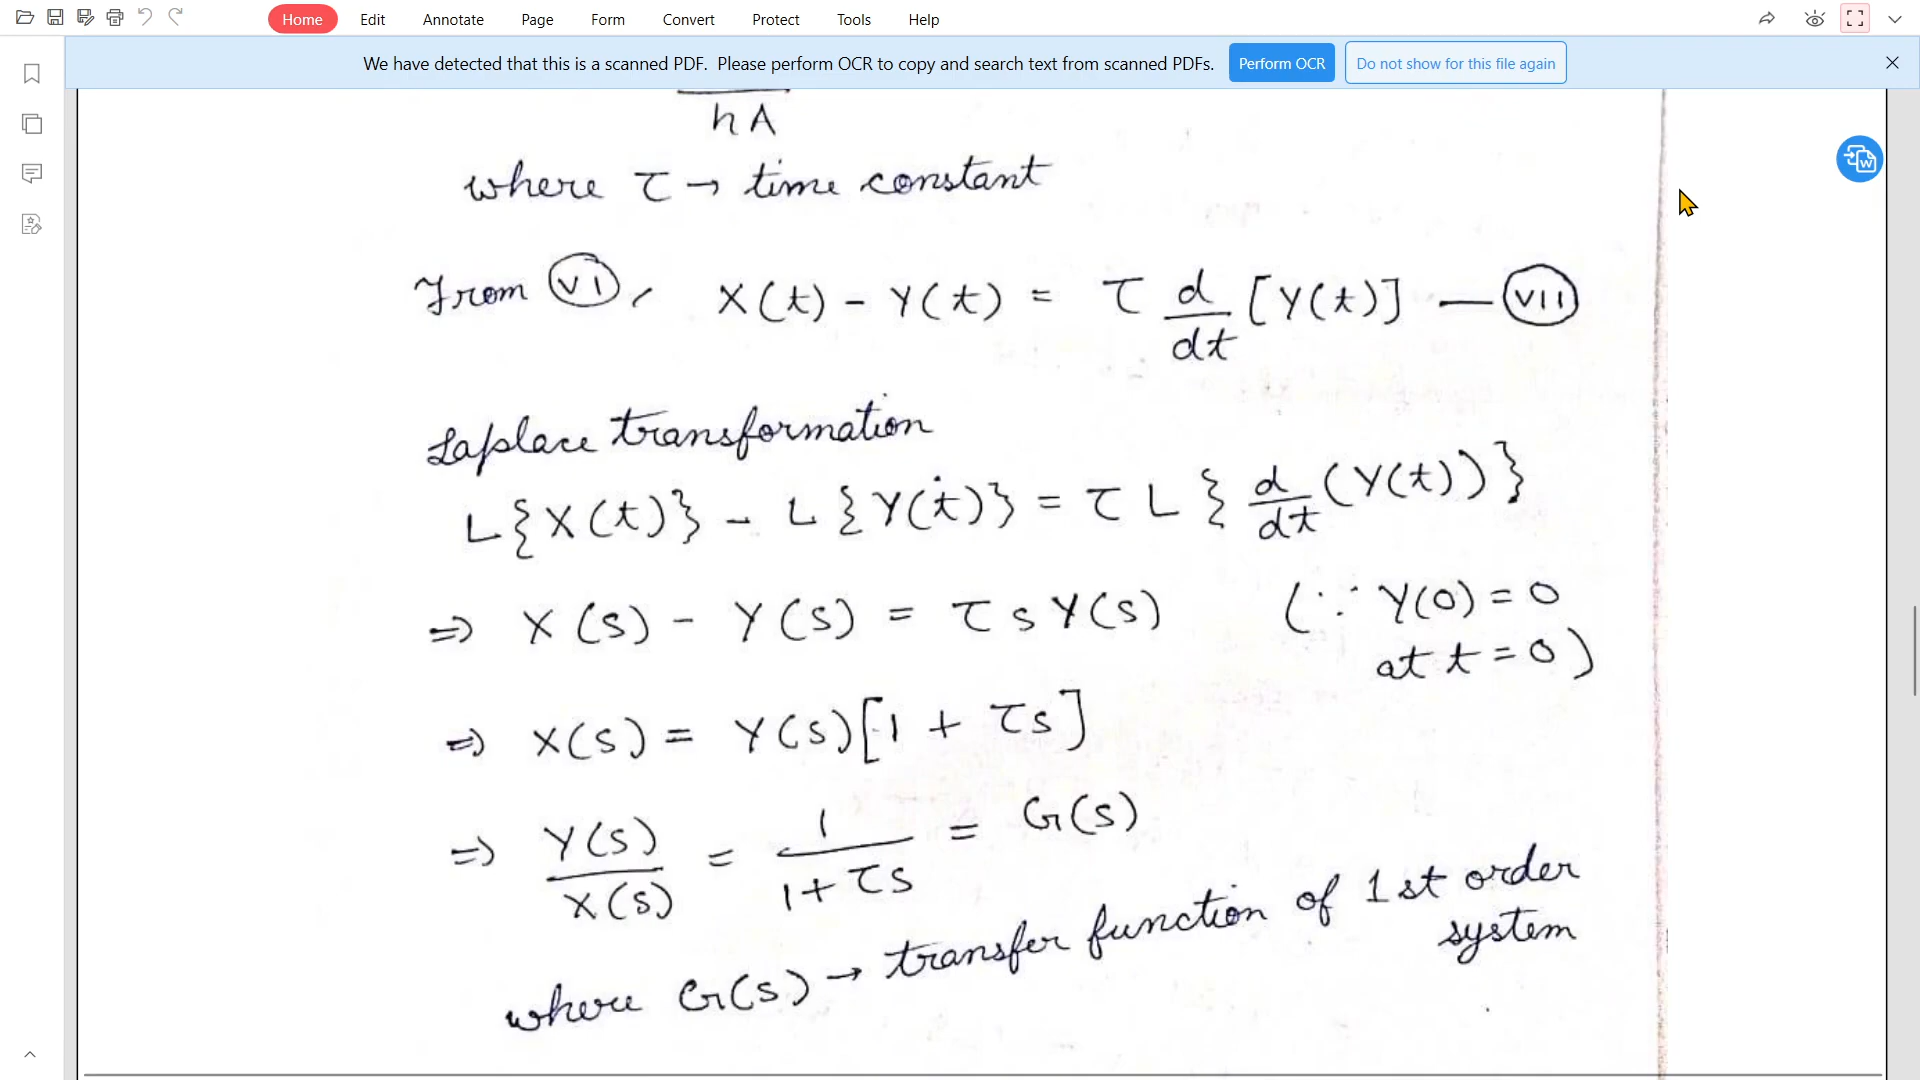 Home Edit Annotate Page Form Convert Protect Tools Help
We have detected that this is a scanned PDF. Please perform OCR to copy and search text from scanned PDFs. Perform OCR Do not show for this file again
hA
where τ → time constant
From (VI), X(t) - Y(t) = τ d/dt [Y(t)] — (VII)
Laplace transformation
L{X(t)} - L{Y(t)} = τ L { d/dt (Y(t)) }
⇒ X(s) - Y(s) = τ s Y(s) (∵ Y(0) = 0
at t = 0)
⇒ X(s) = Y(s)[1 + τs]
⇒ Y(s)/X(s) = 1/(1 + τs) = G(s)
where G(s) → transfer function of 1st order
system